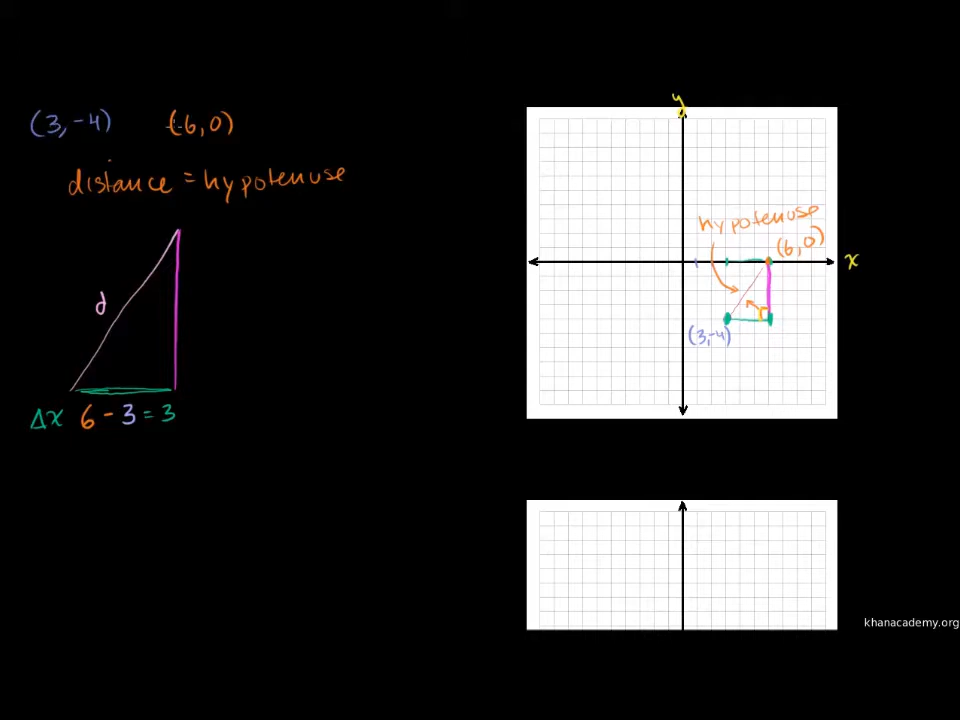 (3,-4) (6,0)
distance = hypotenuse
d
Δx 6 - 3 = 3
y
hypotenuse
(6,0)
x
(3,-4)
khanacademy.org